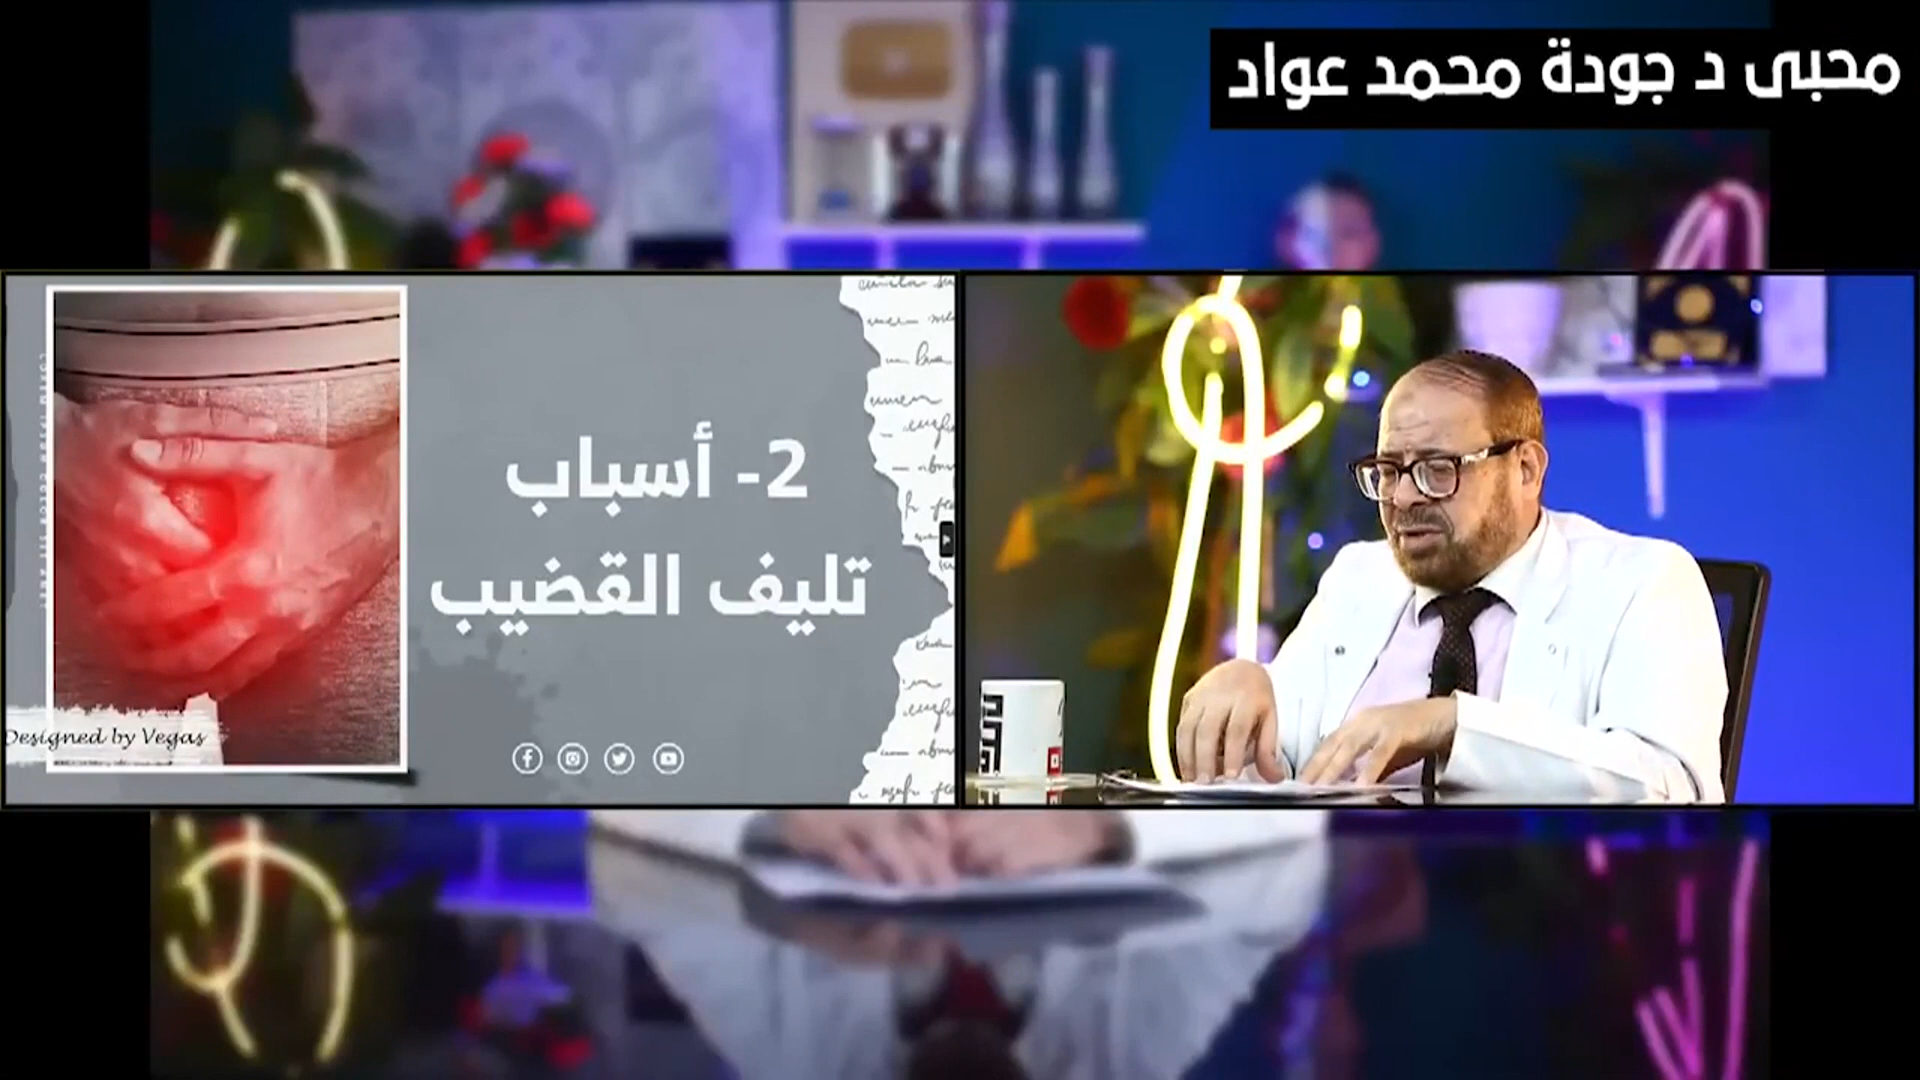 محبى د جودة محمد عواد
2- أسباب
تليف القضيب
Designed by Vegas